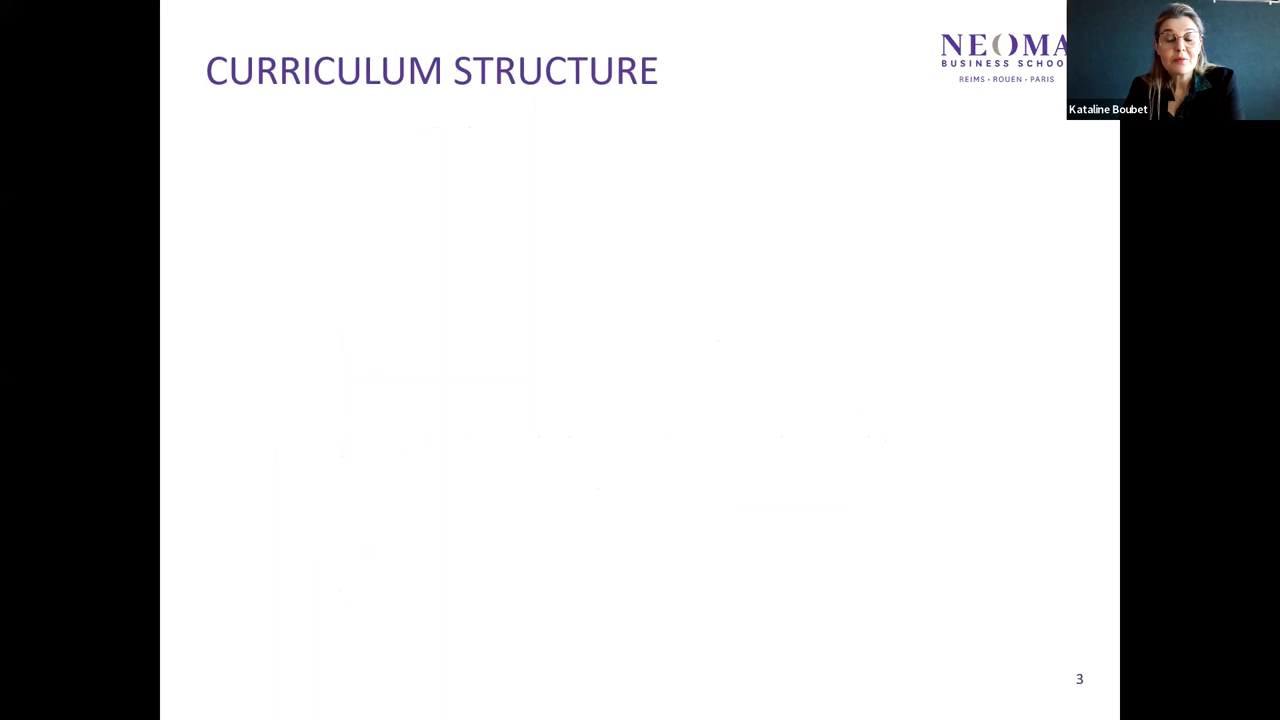 CURRICULUM STRUCTURE
NEOMA
BUSINESS SCHOO
REIMS • ROUEN • PARIS
Kataline Boubet
3